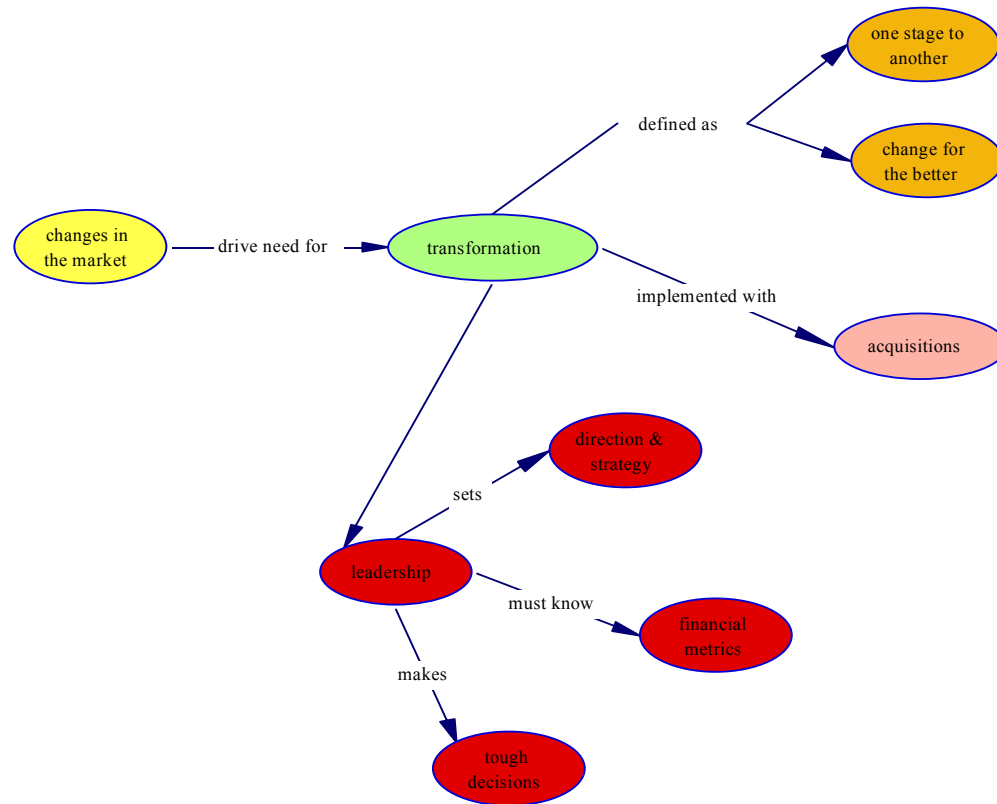 one stage to
another
defined as
change for
the better
changes in
the market
drive need for
transformation
implemented with
acquisitions
direction &
strategy
sets
leadership
must know
financial
metrics
makes
tough
decisions